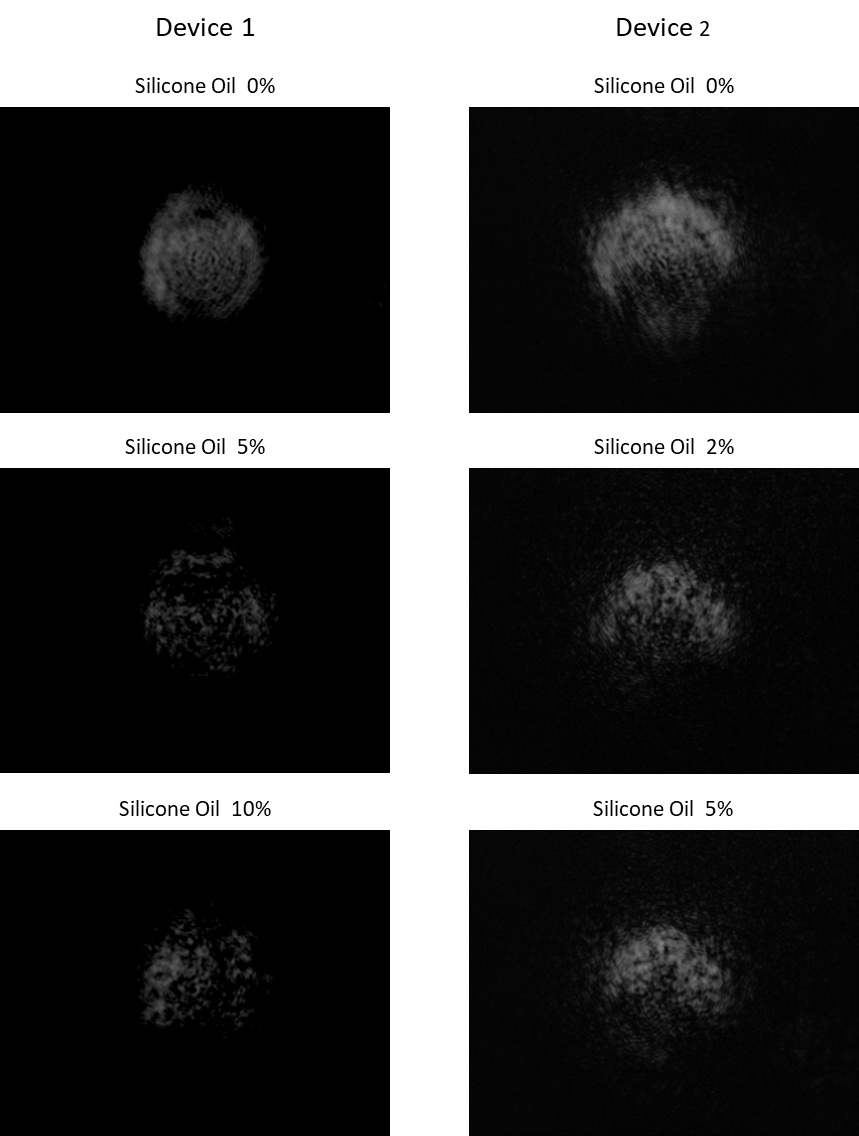 Device 1
Device 2
Silicone Oil 0%
Silicone Oil 0%
Silicone Oil 5%
Silicone Oil 2%
Silicone Oil 10%
Silicone Oil 5%